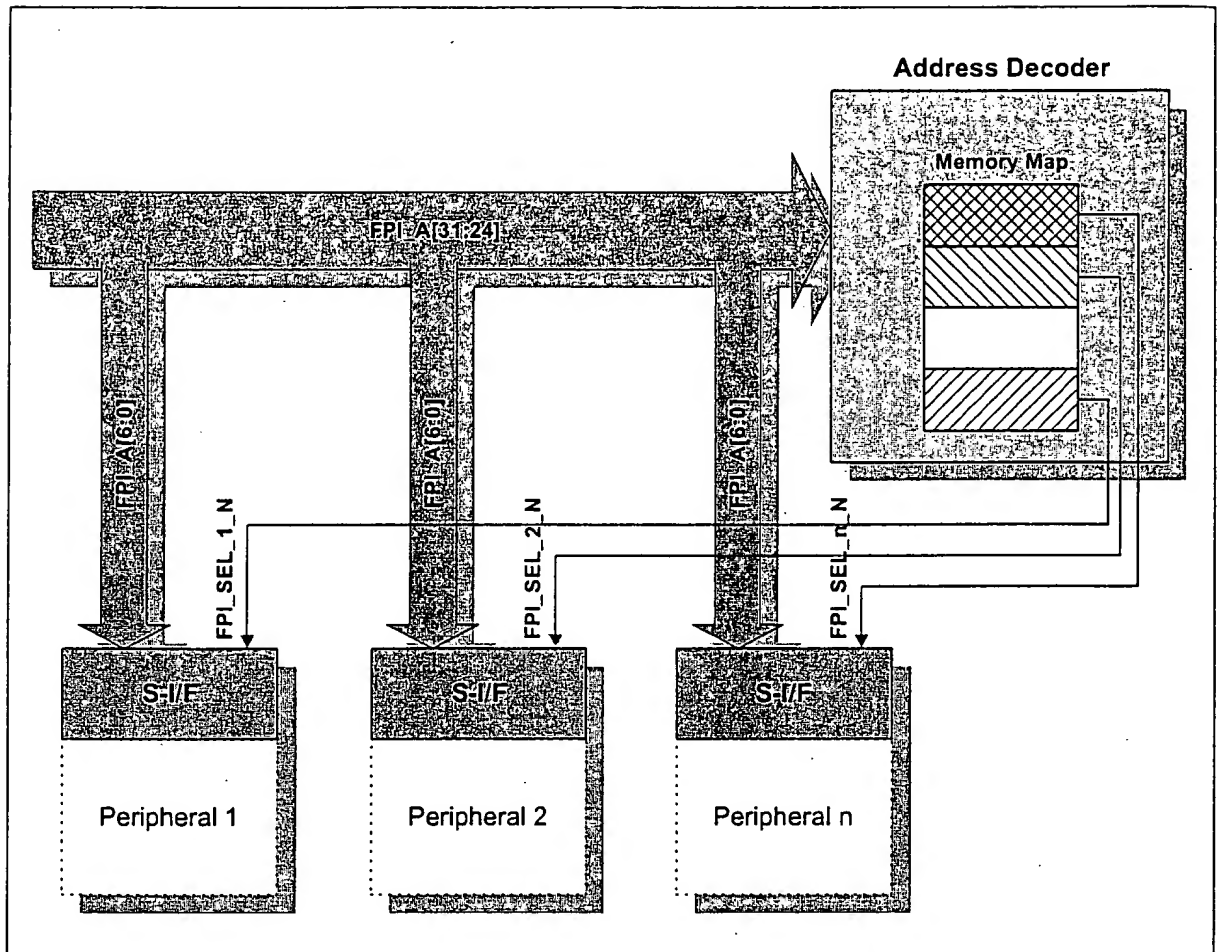 Address Decoder
Memory Map
FPI_A[31:24]
FPI_A[6:0]
FPI_A[6:0]
FPI_A[6:0]
FPI_SEL_1_N
FPI_SEL_2_N
FPI_SEL_n_N
S-I/F
S-I/F
S-I/F
Peripheral 1
Peripheral 2
Peripheral n